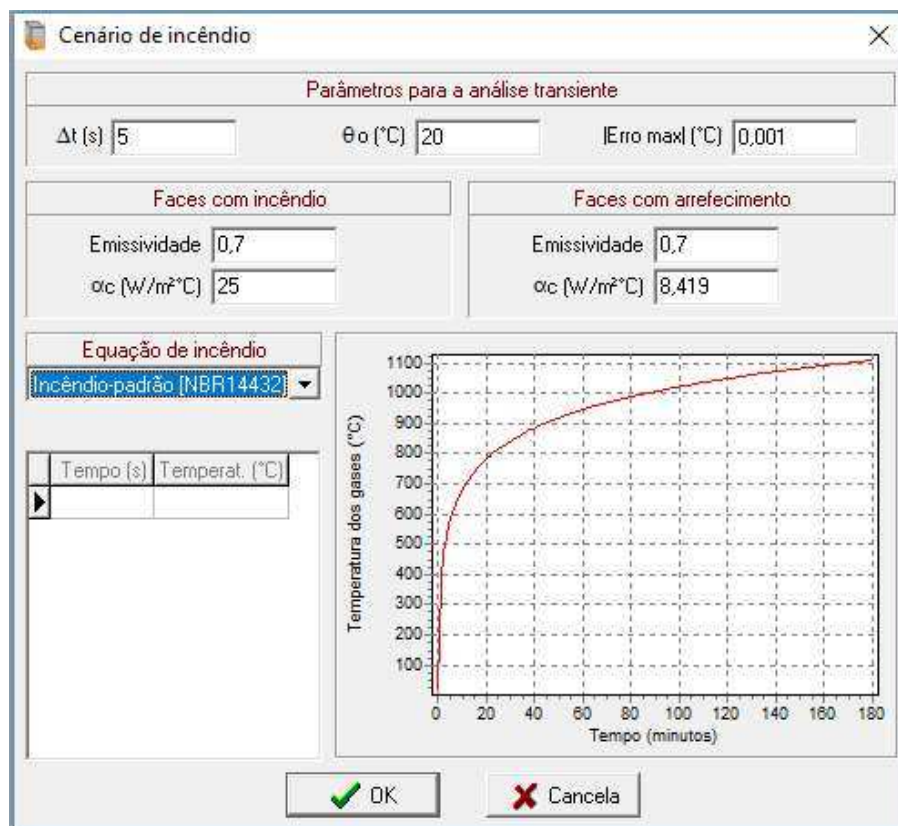 Cenário de incêndio
Parâmetros para a análise transiente
Δt (s) 5 θo (°C) 20 |Erro max| (°C) 0,001
Faces com incêndio
Emissividade 0,7
αc (W/m²°C) 25
Faces com arrefecimento
Emissividade 0,7
αc (W/m²°C) 8,419
Equação de incêndio
Incêndio-padrão [NBR14432]
Tempo (s) Temperat. (°C)
Temperatura dos gases (°C)
1100
1000
900
800
700
600
500
400
300
200
100
0 20 40 60 80 100 120 140 160 180
Tempo (minutos)
OK Cancela